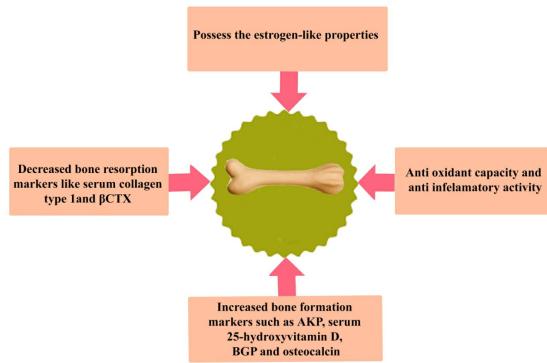 Possess the estrogen-like properties
Decreased bone resorption
markers like serum collagen
type 1and βCTX
Anti oxidant capacity and
anti infelamatory activity
Increased bone formation
markers such as AKP, serum
25-hydroxyvitamin D,
BGP and osteocalcin